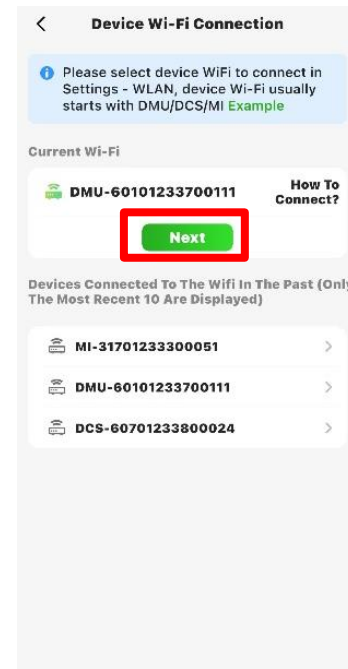 Device Wi-Fi Connection
Please select device WiFi to connect in
Settings - WLAN, device Wi-Fi usually
starts with DMU/DCS/MI Example
Current Wi-Fi
DMU-60101233700111
How To
Connect?
Next
Devices Connected To The Wifi In The Past (Only
The Most Recent 10 Are Displayed)
MI-31701233300051
DMU-60101233700111
DCS-60701233800024